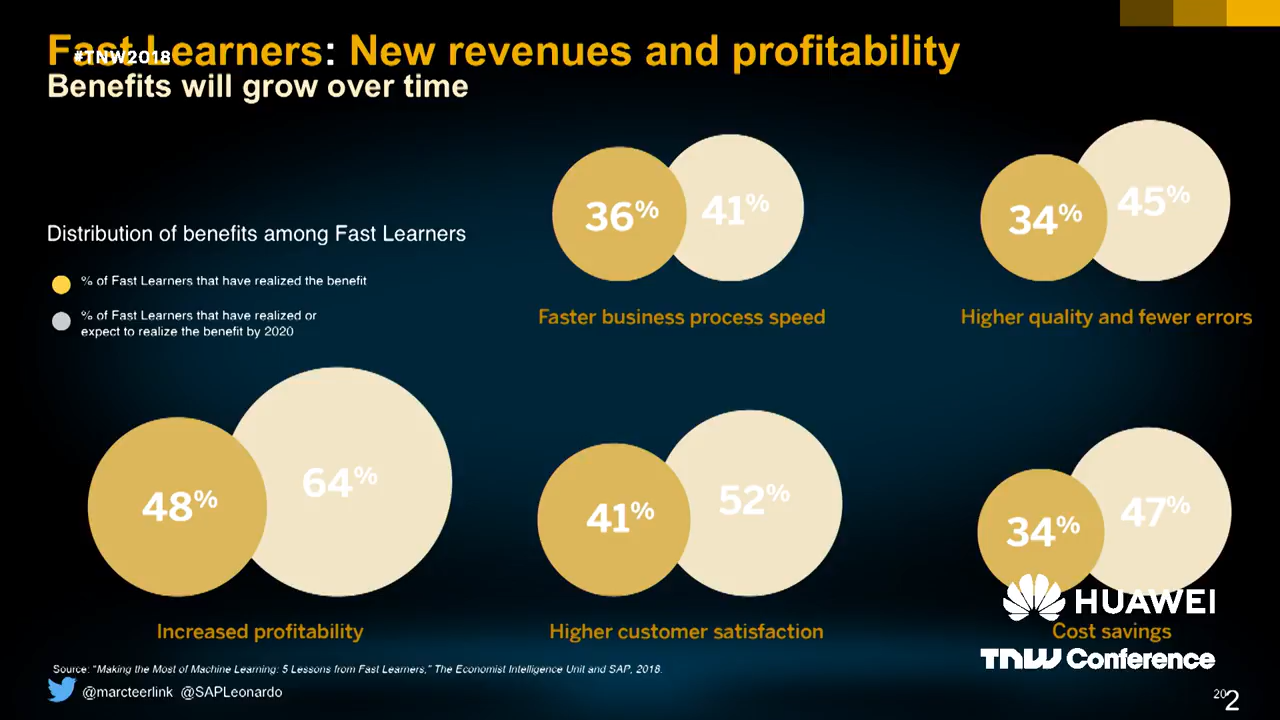 Fast Learners: New revenues and profitability
#TNW2018
Benefits will grow over time
Distribution of benefits among Fast Learners
% of Fast Learners that have realized the benefit
% of Fast Learners that have realized or
expect to realize the benefit by 2020
36% 41%
Faster business process speed
34% 45%
Higher quality and fewer errors
48% 64%
Increased profitability
41% 52%
Higher customer satisfaction
34% 47%
HUAWEI
Cost savings
TNW Conference
Source: "Making the Most of Machine Learning: 5 Lessons from Fast Learners," The Economist Intelligence Unit and SAP, 2018.
@marcteerlink @SAPLeonardo
20
2